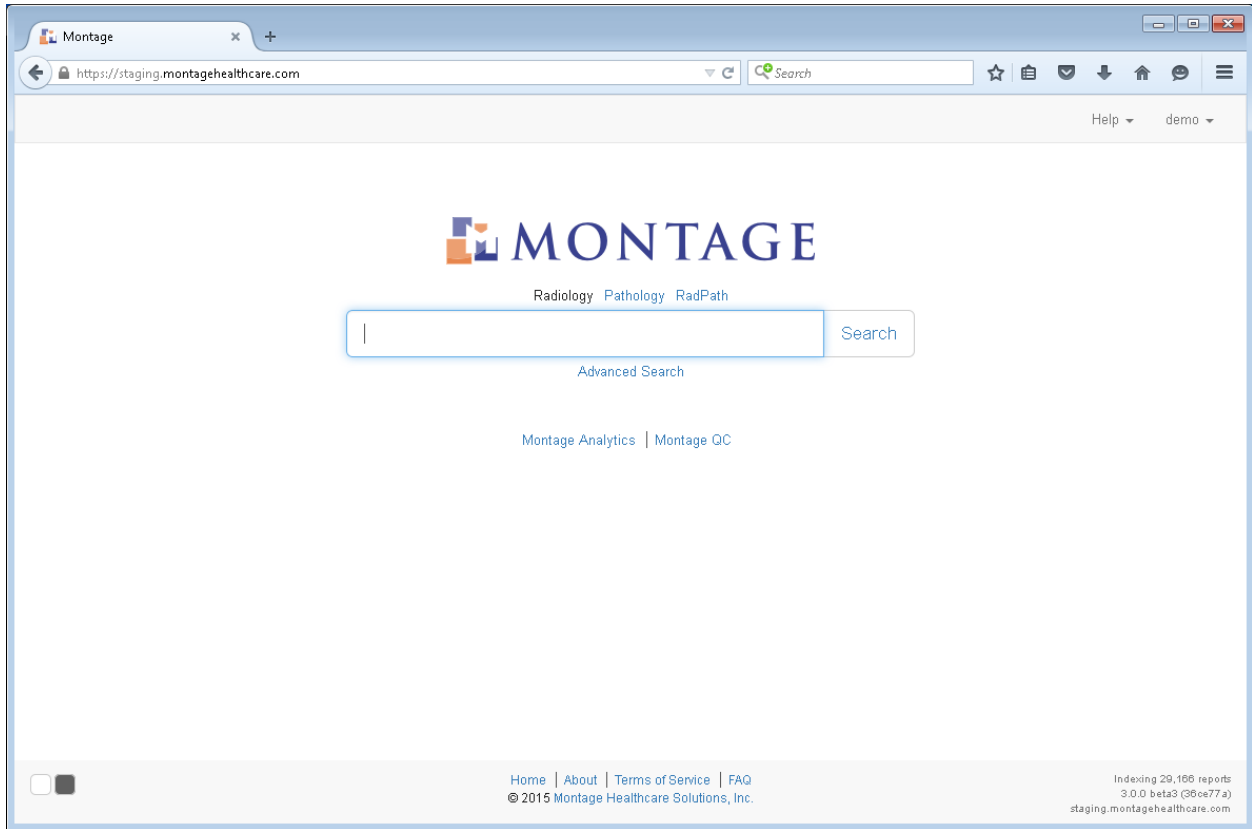 Montage
https://staging.montagehealthcare.com
Search
Help
demo
MONTAGE
Radiology Pathology RadPath
Search
Advanced Search
Montage Analytics | Montage QC
Home | About | Terms of Service | FAQ
© 2015 Montage Healthcare Solutions, Inc.
Indexing 29,166 reports
3.0.0 beta3 (36ce77a)
staging.montagehealthcare.com